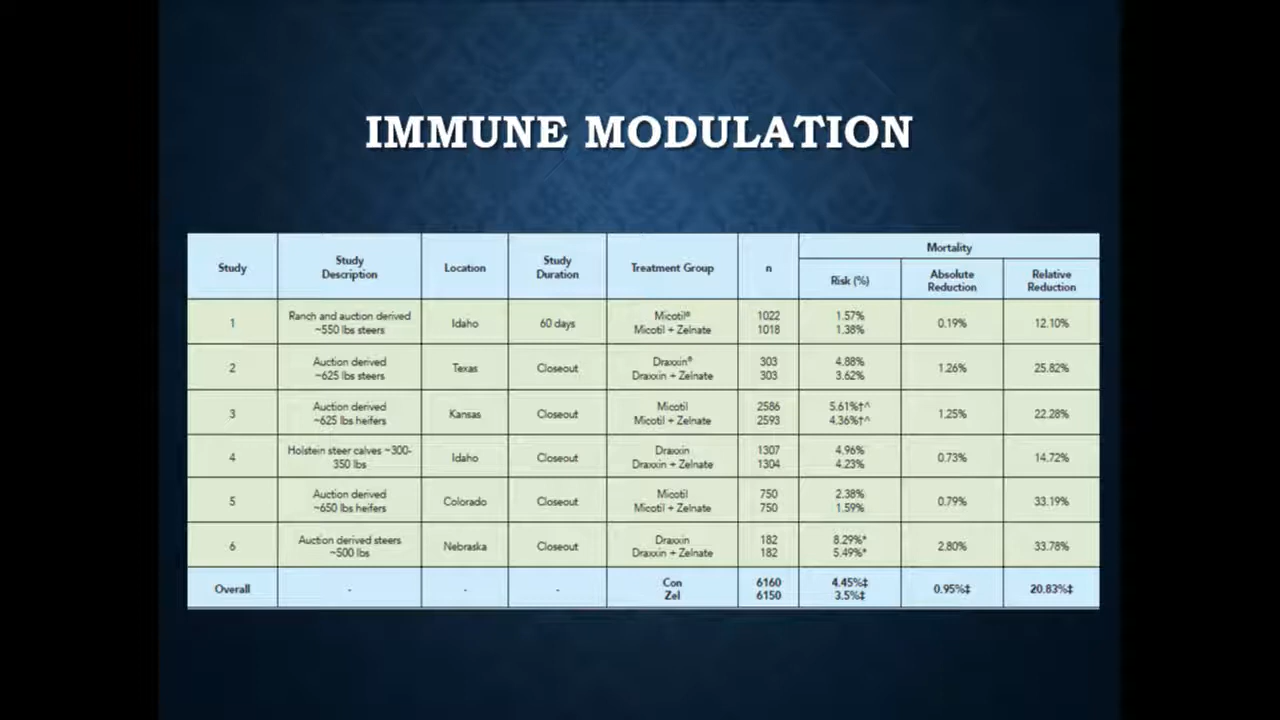 IMMUNE MODULATION
Study Study Description Location Study Duration Treatment Group n Mortality
Risk (%) Absolute Reduction Relative Reduction
1 Ranch and auction derived ~550 lbs steers Idaho 60 days Micotil® 1022 1.57% 0.19% 12.10%
Micotil + Zelnate 1018 1.38%
2 Auction derived ~625 lbs steers Texas Closeout Draxxin® 303 4.88% 1.26% 25.82%
Draxxin + Zelnate 303 3.62%
3 Auction derived ~625 lbs heifers Kansas Closeout Micotil 2586 5.61%†^ 1.25% 22.28%
Micotil + Zelnate 2593 4.36%†^
4 Holstein steer calves ~300-350 lbs Idaho Closeout Draxxin 1307 4.96% 0.73% 14.72%
Draxxin + Zelnate 1304 4.23%
5 Auction derived ~650 lbs heifers Colorado Closeout Micotil 750 2.38% 0.79% 33.19%
Micotil + Zelnate 750 1.59%
6 Auction derived steers ~500 lbs Nebraska Closeout Draxxin 182 8.29%* 2.80% 33.78%
Draxxin + Zelnate 182 5.49%*
Overall - - - Con 6160 4.45%‡ 0.95%‡ 20.83%‡
Zel 6150 3.5%‡